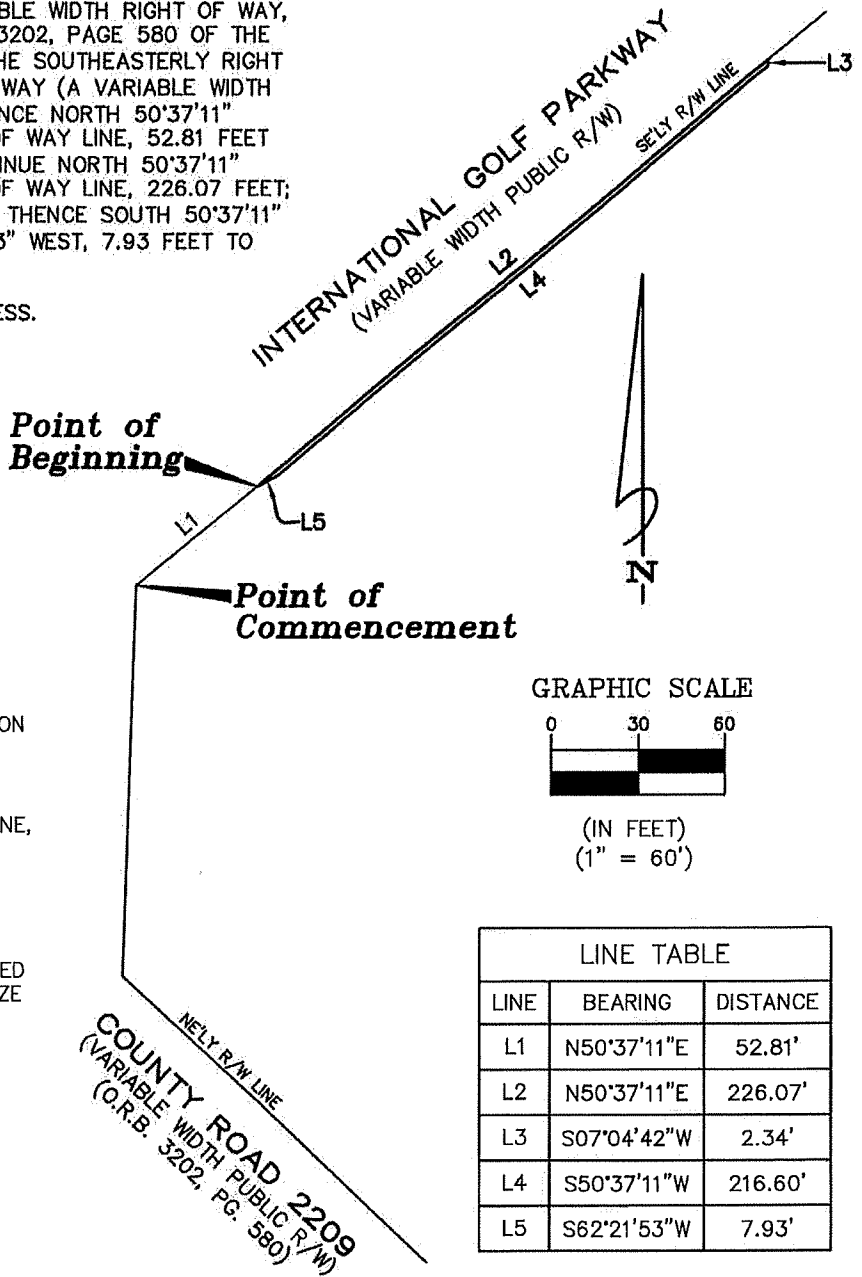 BLE WIDTH RIGHT OF WAY,
3202, PAGE 580 OF THE
HE SOUTHEASTERLY RIGHT
WAY (A VARIABLE WIDTH
NCE NORTH 50°37'11"
OF WAY LINE, 52.81 FEET
INUE NORTH 50°37'11"
OF WAY LINE, 226.07 FEET;
THENCE SOUTH 50°37'11"
3" WEST, 7.93 FEET TO
ESS.
INTERNATIONAL GOLF PARKWAY
(VARIABLE WIDTH PUBLIC R/W)
SE'LY R/W LINE
L3
L2
L4
Point of
Beginning
L1
L5
Point of
Commencement
N
GRAPHIC SCALE
0 30 60
(IN FEET)
(1" = 60')
ON
NE,
ED
ZE
NE'LY R/W LINE
COUNTY ROAD 2209
(VARIABLE WIDTH PUBLIC R/W)
(O.R.B. 3202, PG. 580)
LINE TABLE
LINE BEARING DISTANCE
L1 N50°37'11"E 52.81'
L2 N50°37'11"E 226.07'
L3 S07°04'42"W 2.34'
L4 S50°37'11"W 216.60'
L5 S62°21'53"W 7.93'